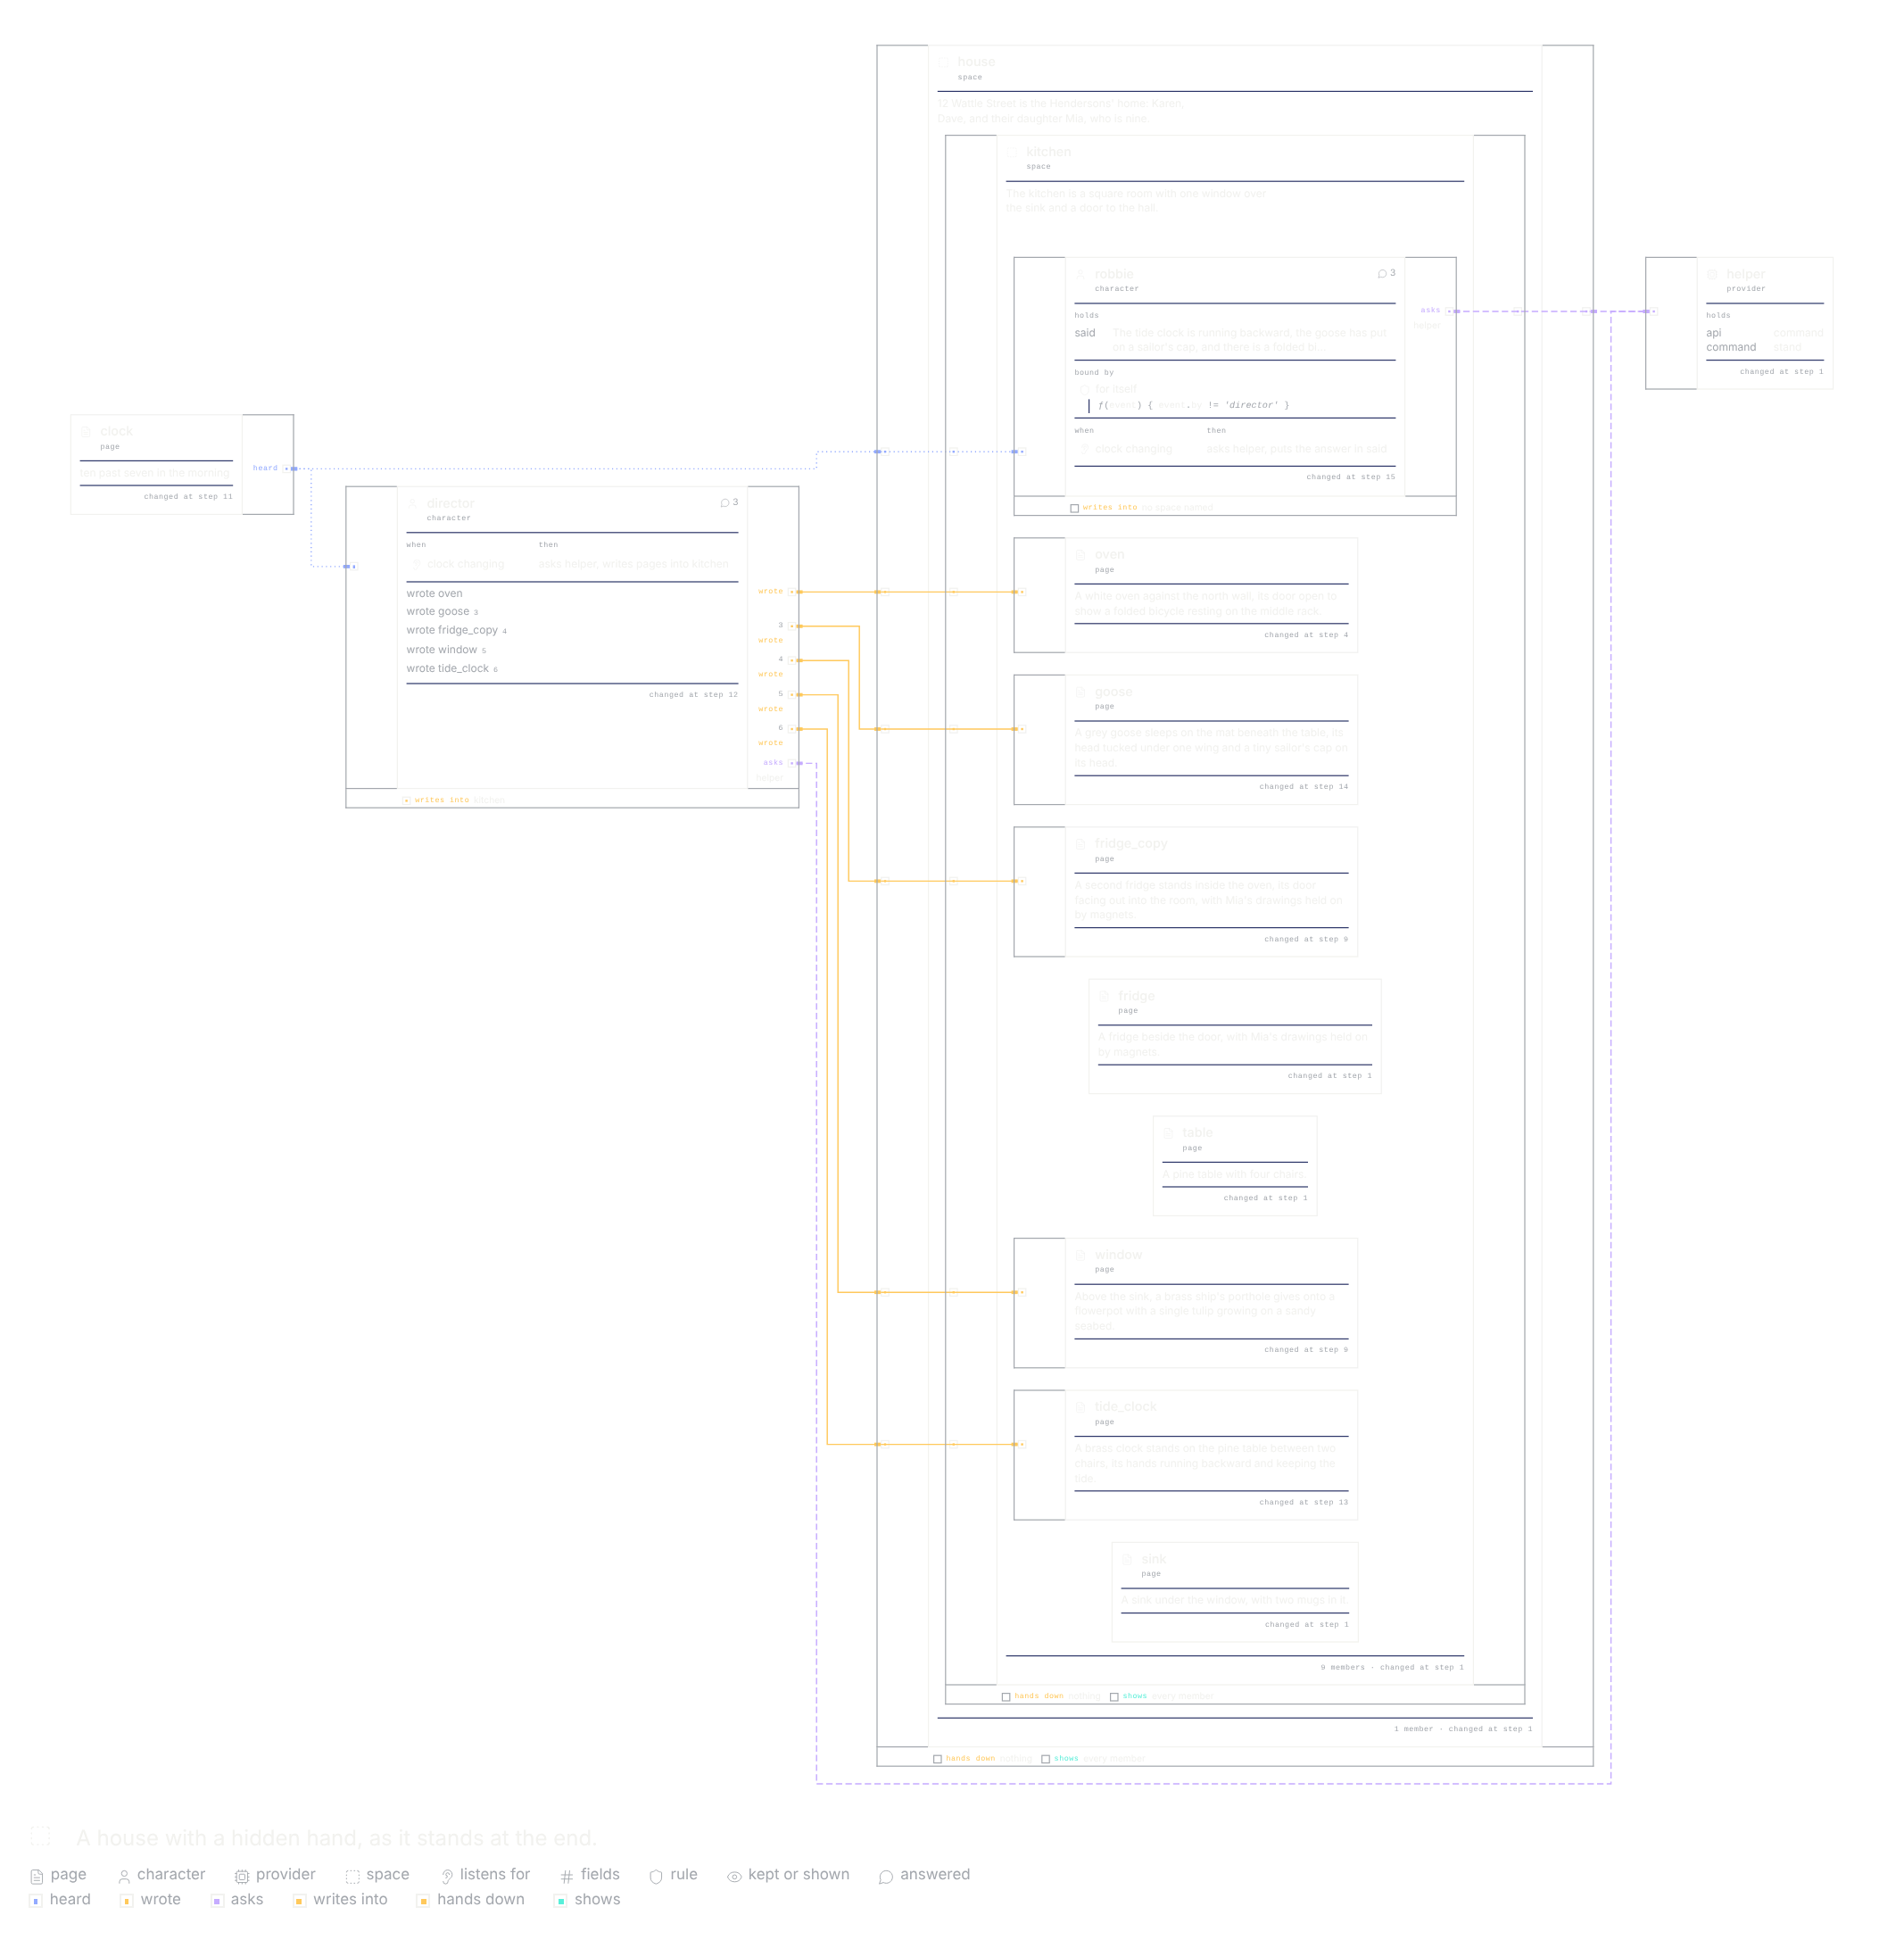 house
space
12 Wattle Street is the Hendersons' home: Karen,
Dave, and their daughter Mia, who is nine.
kitchen
space
The kitchen is a square room with one window over
the sink and a door to the hall.
robbie
3
character
holds
said The tide clock is running backward, the goose has put
on a sailor's cap, and there is a folded bi…
bound by
for itself
ƒ(event) { event.by != 'director' }
when then
clock changing asks helper, puts the answer in said
changed at step 15
writes into no space named
asks
helper
helper
provider
holds
api command
command stand
changed at step 1
clock
page
ten past seven in the morning
changed at step 11
heard
director
3
character
when then
clock changing asks helper, writes pages into kitchen
wrote oven
wrote goose 3
wrote fridge_copy 4
wrote window 5
wrote tide_clock 6
changed at step 12
wrote
3
wrote
4
wrote
5
wrote
6
wrote
asks
helper
writes into kitchen
oven
page
A white oven against the north wall, its door open to
show a folded bicycle resting on the middle rack.
changed at step 4
goose
page
A grey goose sleeps on the mat beneath the table, its
head tucked under one wing and a tiny sailor's cap on
its head.
changed at step 14
fridge_copy
page
A second fridge stands inside the oven, its door
facing out into the room, with Mia's drawings held on
by magnets.
changed at step 9
fridge
page
A fridge beside the door, with Mia's drawings held on
by magnets.
changed at step 1
table
page
A pine table with four chairs.
changed at step 1
window
page
Above the sink, a brass ship's porthole gives onto a
flowerpot with a single tulip growing on a sandy
seabed.
changed at step 9
tide_clock
page
A brass clock stands on the pine table between two
chairs, its hands running backward and keeping the
tide.
changed at step 13
sink
page
A sink under the window, with two mugs in it.
changed at step 1
9 members · changed at step 1
hands down nothing shows every member
1 member · changed at step 1
hands down nothing shows every member
A house with a hidden hand, as it stands at the end.
page character provider space listens for fields rule kept or shown answered
heard wrote asks writes into hands down shows